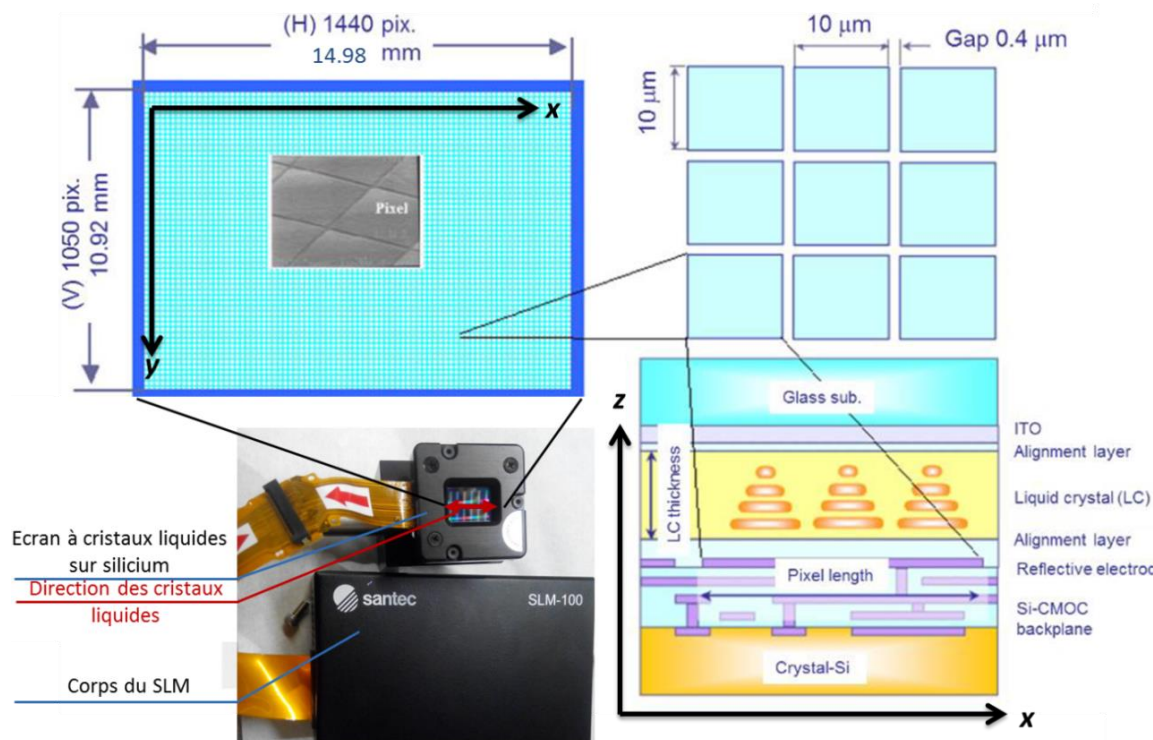 (H) 1440 pix.
14.98 mm
x
(V) 1050 pix.
10.92 mm
y
Pixel
10 µm
Gap 0.4 µm
10 µm
z
Glass sub.
ITO
Alignment layer
LC thickness
Liquid crystal (LC)
Alignment layer
Reflective electrod
Pixel length
Si-CMOC
backplane
Crystal-Si
x
Ecran à cristaux liquides
sur silicium
Direction des cristaux
liquides
Corps du SLM
santec
SLM-100